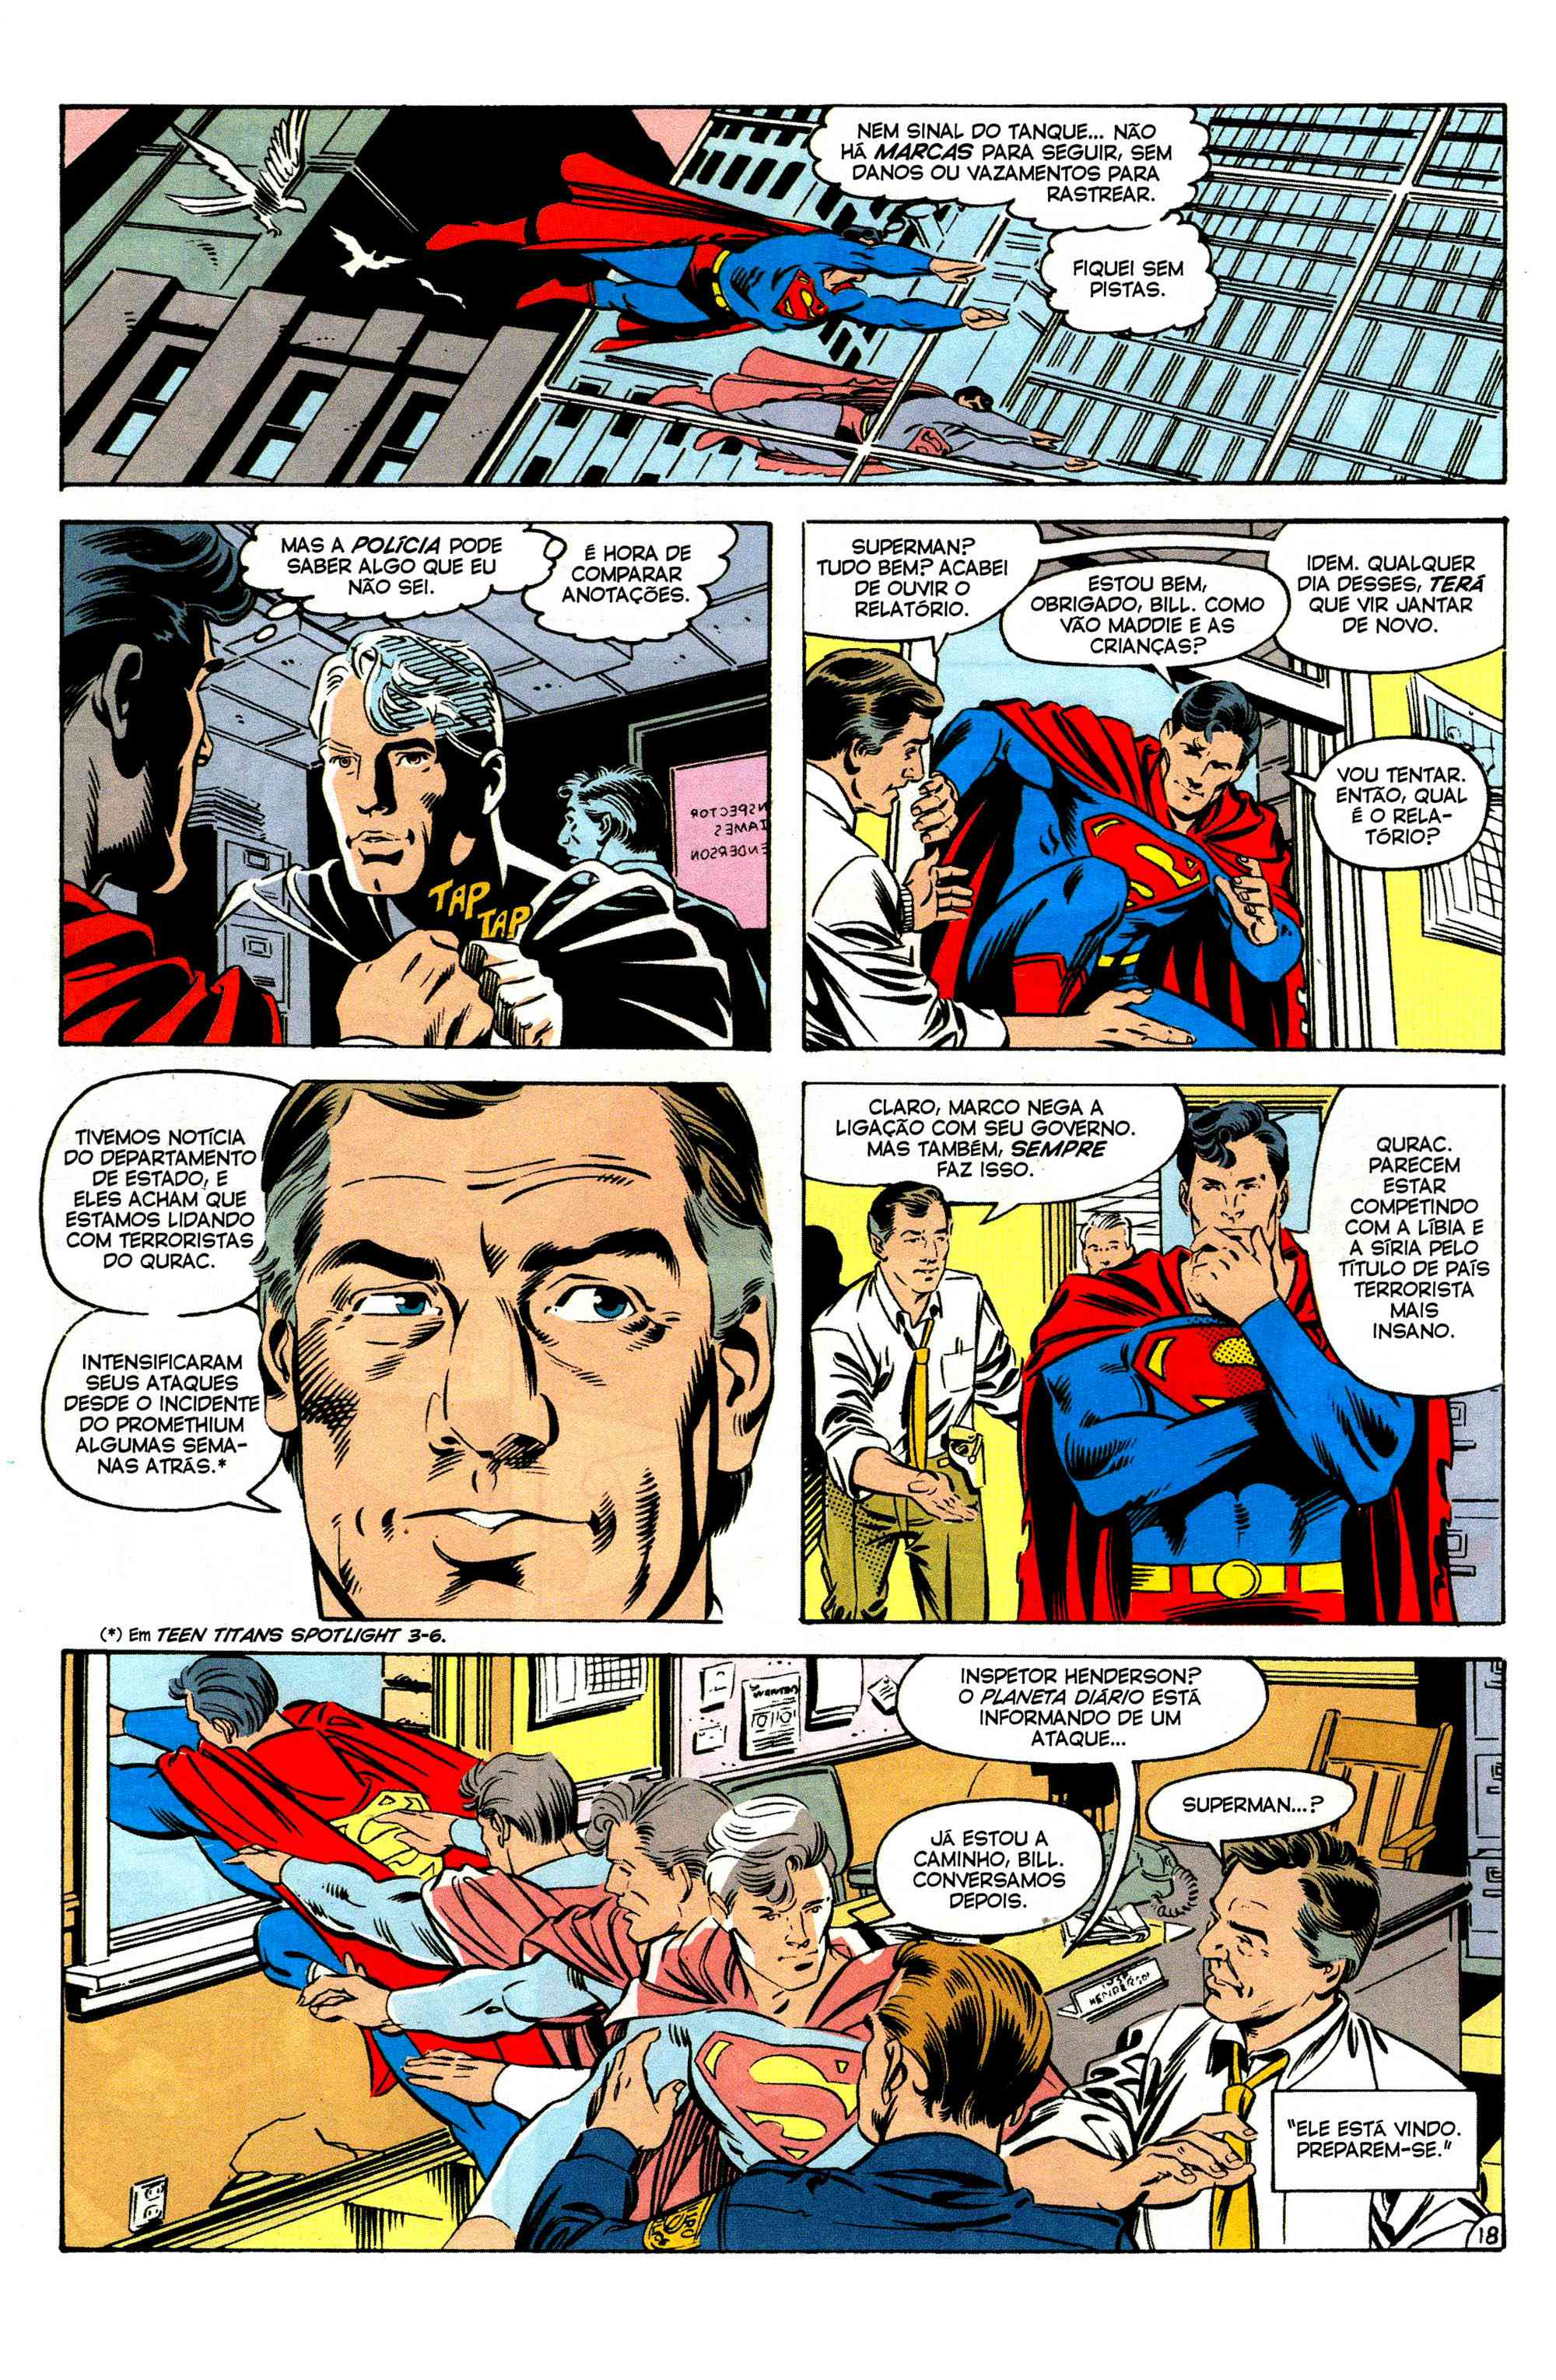 NEM SINAL DO TANQUE... NÃO
HÁ MARCAS PARA SEGUIR, SEM
DANOS OU VAZAMENTOS PARA
RASTREAR.
FIQUEI SEM
PISTAS.
MAS A POLÍCIA PODE
SABER ALGO QUE EU
NÃO SEI.
É HORA DE
COMPARAR
ANOTAÇÕES.
NSPECTOR
JAMES
ENDERSON
TAP
TAP
SUPERMAN?
TUDO BEM? ACABEI
DE OUVIR O
RELATÓRIO.
ESTOU BEM,
OBRIGADO, BILL. COMO
VÃO MADDIE E AS
CRIANÇAS?
IDEM. QUALQUER
DIA DESSES, TERÁ
QUE VIR JANTAR
DE NOVO.
VOU TENTAR.
ENTÃO, QUAL
É O RELA-
TÓRIO?
TIVEMOS NOTÍCIA
DO DEPARTAMENTO
DE ESTADO, E
ELES ACHAM QUE
ESTAMOS LIDANDO
COM TERRORISTAS
DO QURAC.
INTENSIFICARAM
SEUS ATAQUES
DESDE O INCIDENTE
DO PROMETHIUM
ALGUMAS SEMA-
NAS ATRÁS.*
(*) Em TEEN TITANS SPOTLIGHT 3-6.
CLARO, MARCO NEGA A
LIGAÇÃO COM SEU GOVERNO.
MAS TAMBÉM, SEMPRE
FAZ ISSO.
QURAC.
PARECEM
ESTAR
COMPETINDO
COM A LÍBIA E
A SÍRIA PELO
TÍTULO DE PAÍS
TERRORISTA
MAIS
INSANO.
WANTED
INSPETOR HENDERSON?
O PLANETA DIÁRIO ESTÁ
INFORMANDO DE UM
ATAQUE...
SUPERMAN...?
JÁ ESTOU A
CAMINHO, BILL.
CONVERSAMOS
DEPOIS.
"ELE ESTÁ VINDO.
PREPAREM-SE."
18